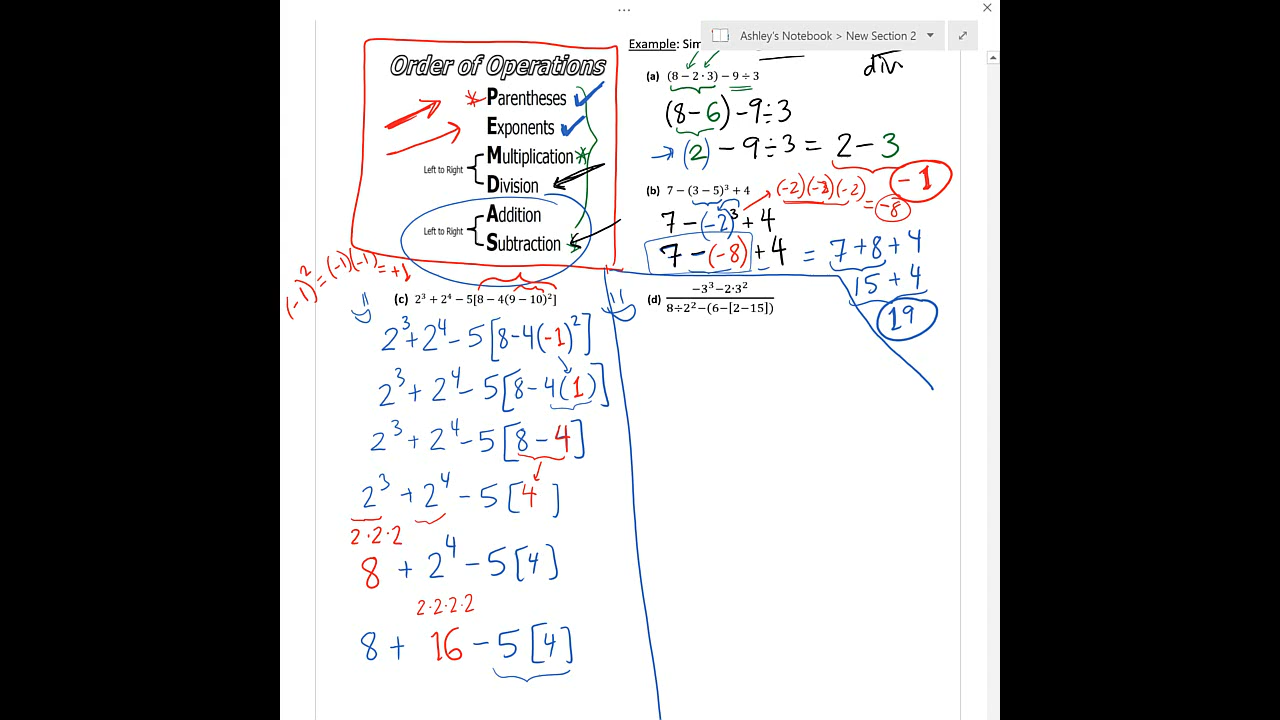 ...
Ashley's Notebook > New Section 2
Order of Operations
* Parentheses ✓
Exponents ✓
Left to Right
Multiplication *
Division
Left to Right
Addition
Subtraction *
Example: Sim
div
(a) (8 − 2 · 3) − 9 ÷ 3
(8 − 6) − 9 ÷ 3
(2) − 9 ÷ 3 = 2 − 3
−1
(b) 7 − (3 − 5)³ + 4
(−2)(−2)(−2) = −8
7 − (−2)³ + 4
7 − (−8) + 4 = 7 + 8 + 4
15 + 4
19
(−1)² = (−1)(−1) = +1
(c) 2³ + 2⁴ − 5[8 − 4(9 − 10)²]
2³ + 2⁴ − 5[8 − 4(−1)²]
2³ + 2⁴ − 5[8 − 4(1)]
2³ + 2⁴ − 5[8 − 4]
2³ + 2⁴ − 5[4]
2·2·2
8 + 2⁴ − 5[4]
2·2·2·2
8 + 16 − 5[4]
(d) −3³−2·3²
8÷2²−(6−[2−15])